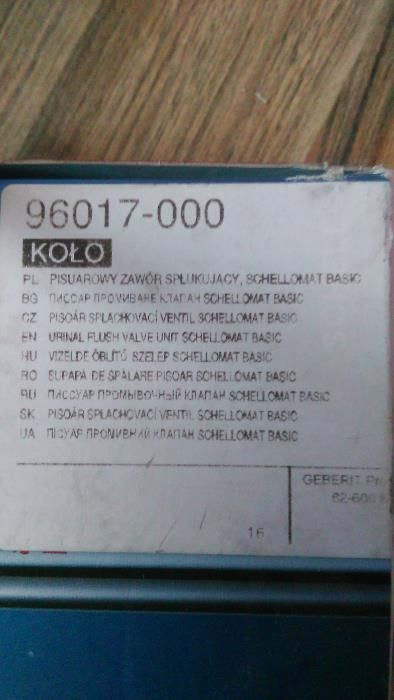 96017-000
KOŁO
PL PISUAROWY ZAWÓR SPŁUKUJĄCY, SCHELLOMAT BASIC
BG ПИССАР ПРОМИВАНЕ КЛАПАН SCHELLOMAT BASIC
CZ PISOÁR SPLACHOVACÍ VENTIL SCHELLOMAT BASIC
EN URINAL FLUSH VALVE UNIT SCHELLOMAT BASIC
HU VIZELDE ÖBLÍTŐ SZELEP SCHELLOMAT BASIC
RO SUPAPA DE SPĂLARE PISOAR SCHELLOMAT BASIC
RU ПИССУАР ПРОМЫВОЧНЫЙ КЛАПАН SCHELLOMAT BASIC
SK PISOÁR SPLACHOVACÍ VENTIL SCHELLOMAT BASIC
UA ПІСУАР ПРОМИВНИЙ КЛАПАН SCHELLOMAT BASIC
GEBERIT
62-600
16